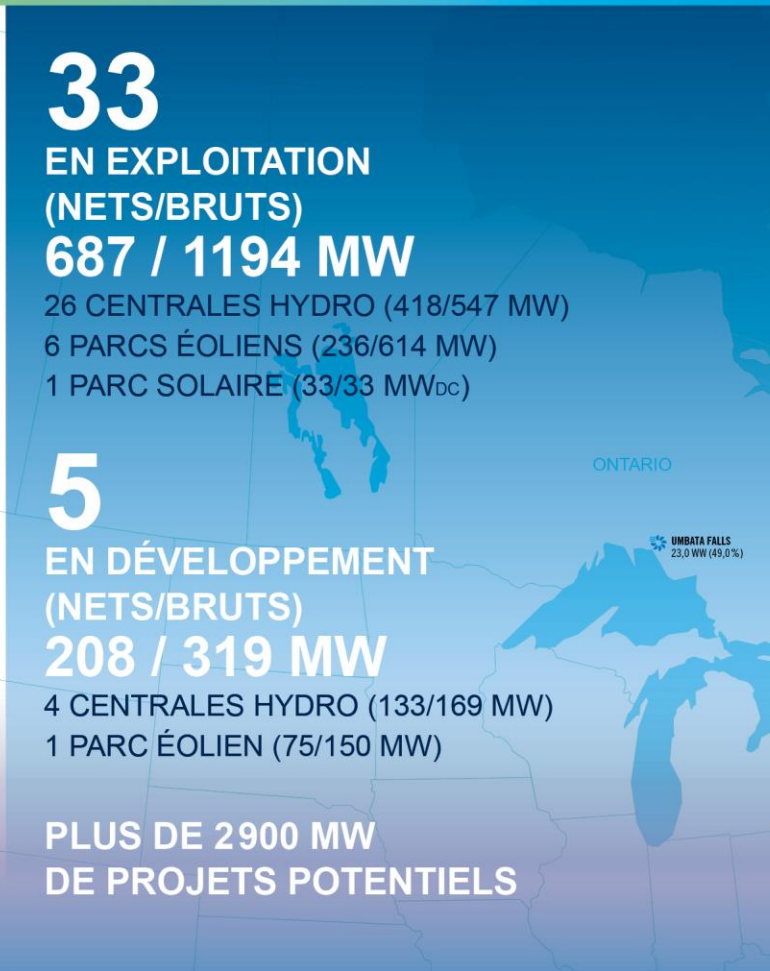 33
EN EXPLOITATION
(NETS/BRUTS)
687 / 1194 MW
26 CENTRALES HYDRO (418/547 MW)
6 PARCS ÉOLIENS (236/614 MW)
1 PARC SOLAIRE (33/33 MWDC)
5
EN DÉVELOPPEMENT
(NETS/BRUTS)
208 / 319 MW
4 CENTRALES HYDRO (133/169 MW)
1 PARC ÉOLIEN (75/150 MW)
PLUS DE 2900 MW
DE PROJETS POTENTIELS
ONTARIO
UMBATA FALLS
23,0 WW (49,0%)